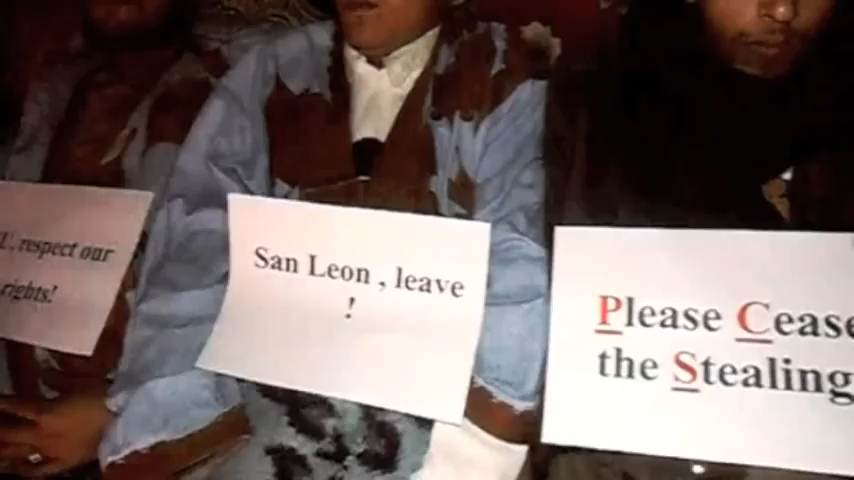 U, respect our
rights!
San Leon , leave
!
Please Cease
the Stealing